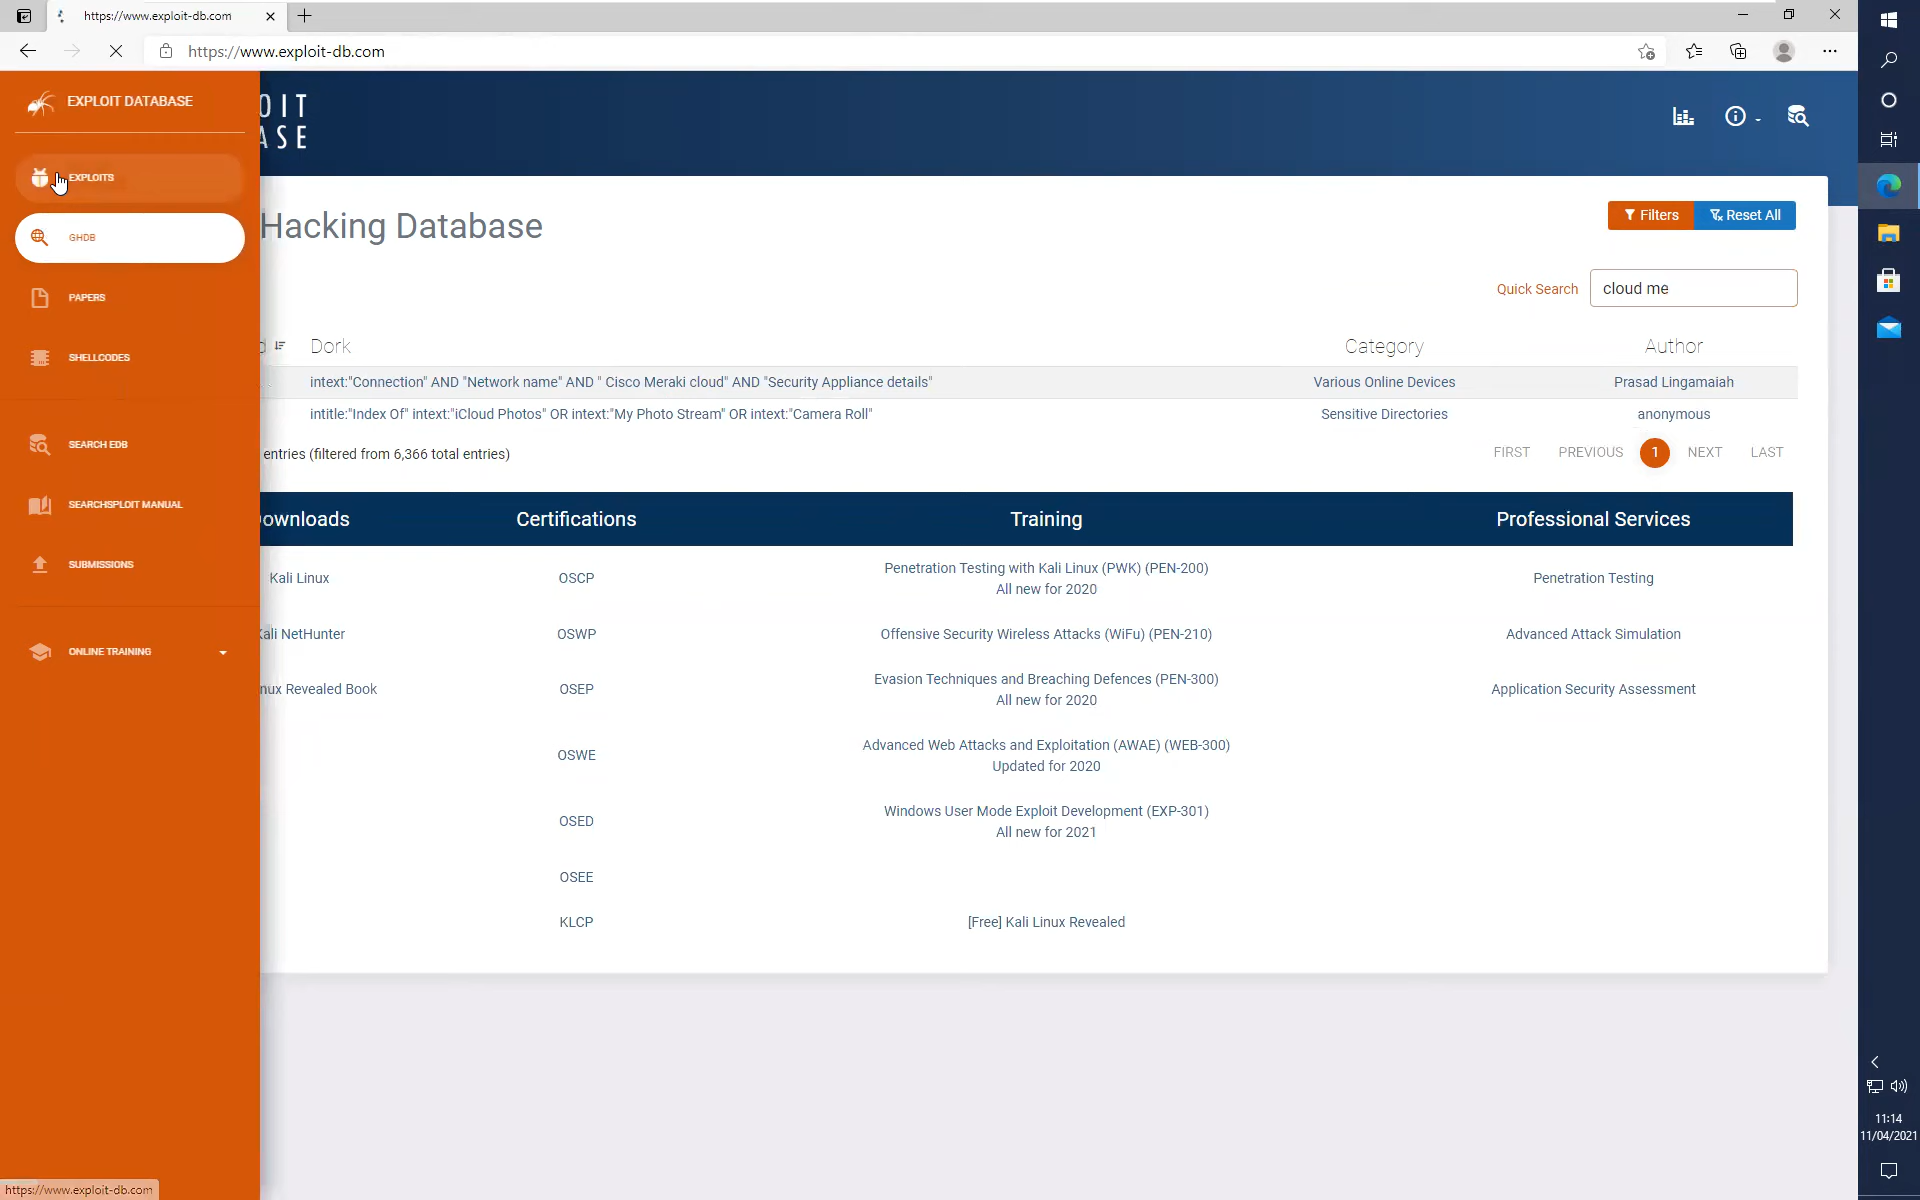 https://www.exploit-db.com
https://www.exploit-db.com
EXPLOIT DATABASE
EXPLOITS
GHDB
PAPERS
SHELLCODES
SEARCH EDB
SEARCHSPLOIT MANUAL
SUBMISSIONS
ONLINE TRAINING
OIT
ASE
Hacking Database
Filters
Reset All
Quick Search
cloud me
d
Dork
Category
Author
intext:"Connection" AND "Network name" AND " Cisco Meraki cloud" AND "Security Appliance details"
Various Online Devices
Prasad Lingamaiah
intitle:"Index Of" intext:"iCloud Photos" OR intext:"My Photo Stream" OR intext:"Camera Roll"
Sensitive Directories
anonymous
entries (filtered from 6,366 total entries)
FIRST
PREVIOUS
1
NEXT
LAST
ownloads
Certifications
Training
Professional Services
Kali Linux
OSCP
Penetration Testing with Kali Linux (PWK) (PEN-200)
All new for 2020
Penetration Testing
Kali NetHunter
OSWP
Offensive Security Wireless Attacks (WiFu) (PEN-210)
Advanced Attack Simulation
nux Revealed Book
OSEP
Evasion Techniques and Breaching Defences (PEN-300)
All new for 2020
Application Security Assessment
OSWE
Advanced Web Attacks and Exploitation (AWAE) (WEB-300)
Updated for 2020
OSED
Windows User Mode Exploit Development (EXP-301)
All new for 2021
OSEE
KLCP
[Free] Kali Linux Revealed
11:14
11/04/2021
https://www.exploit-db.com